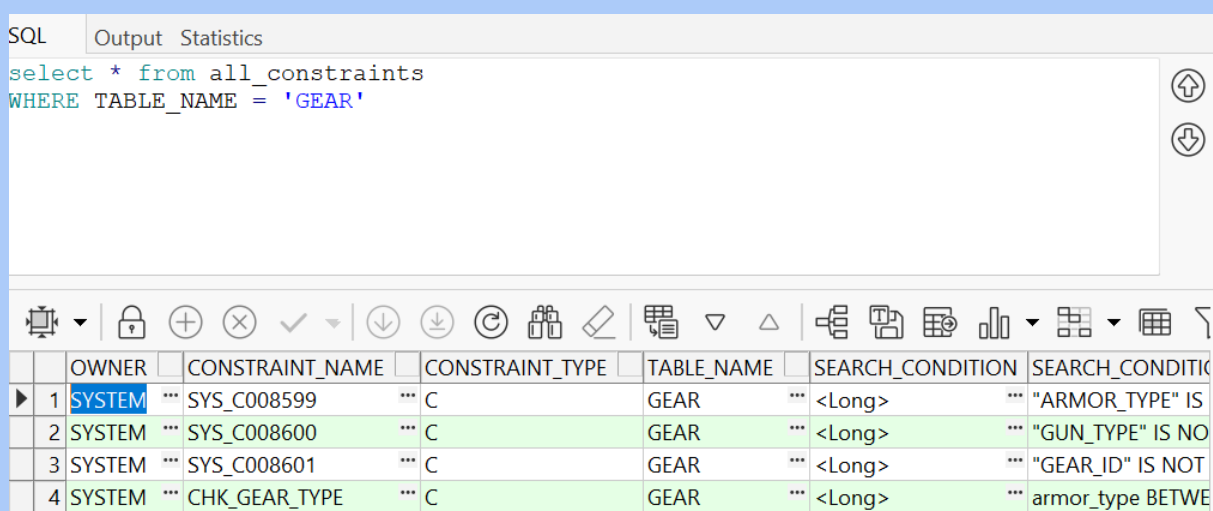 SQL Output Statistics
select * from all_constraints
WHERE TABLE_NAME = 'GEAR'
OWNER CONSTRAINT_NAME CONSTRAINT_TYPE TABLE_NAME SEARCH_CONDITION SEARCH_CONDITI
1 SYSTEM ··· SYS_C008599 ··· C GEAR ··· <Long> ··· "ARMOR_TYPE" IS
2 SYSTEM ··· SYS_C008600 ··· C GEAR ··· <Long> ··· "GUN_TYPE" IS NO
3 SYSTEM ··· SYS_C008601 ··· C GEAR ··· <Long> ··· "GEAR_ID" IS NOT
4 SYSTEM ··· CHK_GEAR_TYPE ··· C GEAR ··· <Long> ··· armor_type BETWE